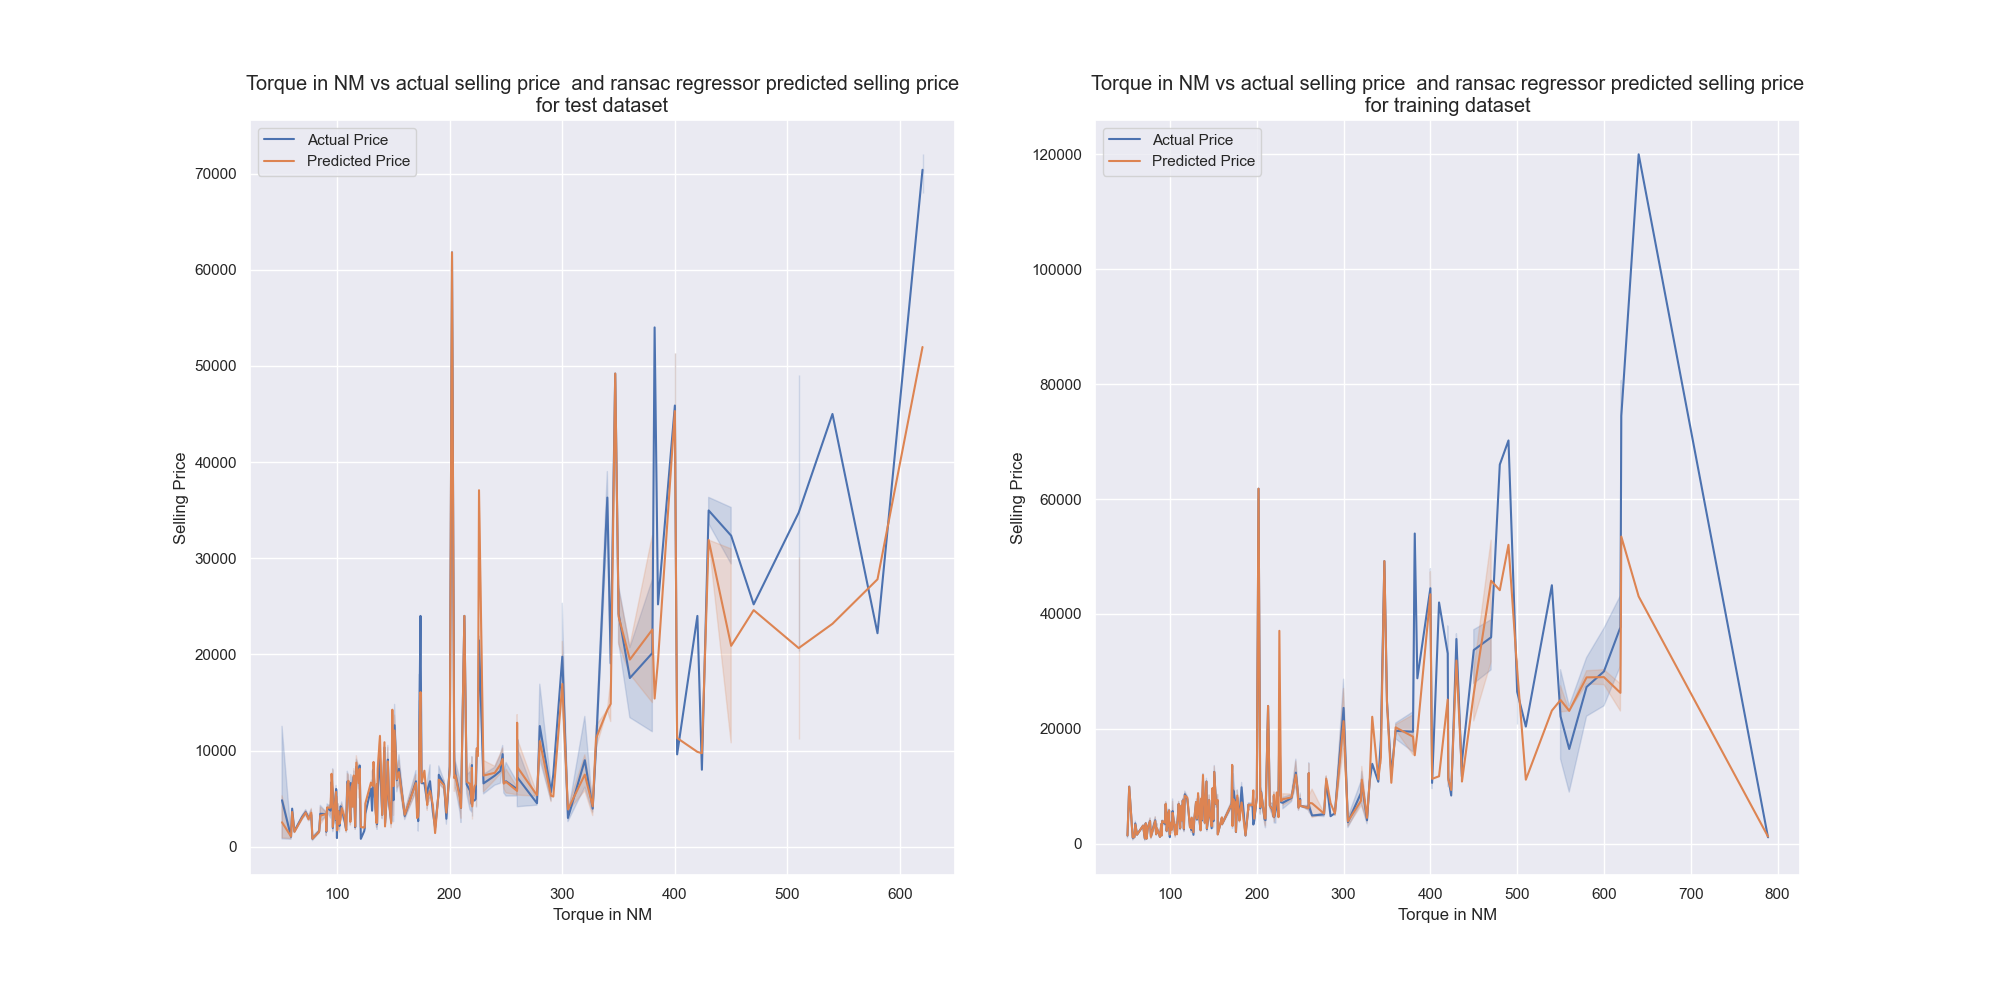 Torque in NM vs actual selling price  and ransac regressor predicted selling price
for test dataset
Actual Price
Predicted Price
70000
60000
50000
40000
30000
20000
10000
0
Selling Price
100 200 300 400 500 600
Torque in NM
Torque in NM vs actual selling price  and ransac regressor predicted selling price
for training dataset
Actual Price
Predicted Price
120000
100000
80000
60000
40000
20000
0
Selling Price
100 200 300 400 500 600 700 800
Torque in NM